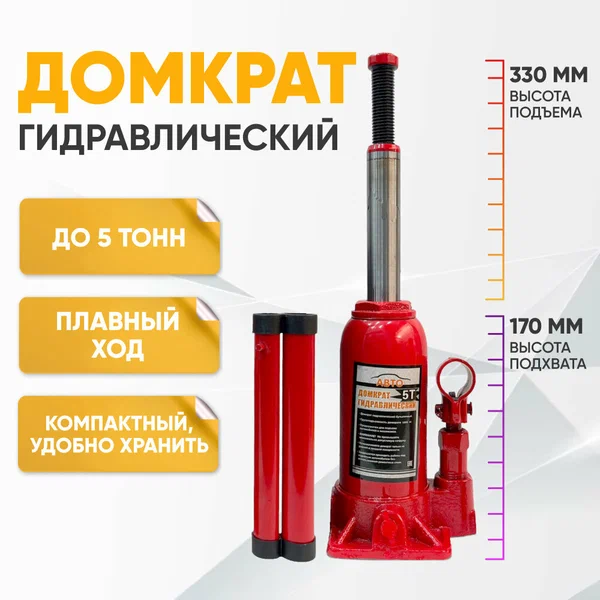 ДОМКРАТ
ГИДРАВЛИЧЕСКИЙ
ДО 5 ТОНН
ПЛАВНЫЙ
ХОД
КОМПАКТНЫЙ,
УДОБНО ХРАНИТЬ
330 ММ
ВЫСОТА
ПОДЪЕМА
170 ММ
ВЫСОТА
ПОДХВАТА
АВТО
ДОМКРАТ 5Т
ГИДРАВЛИЧЕСКИЙ